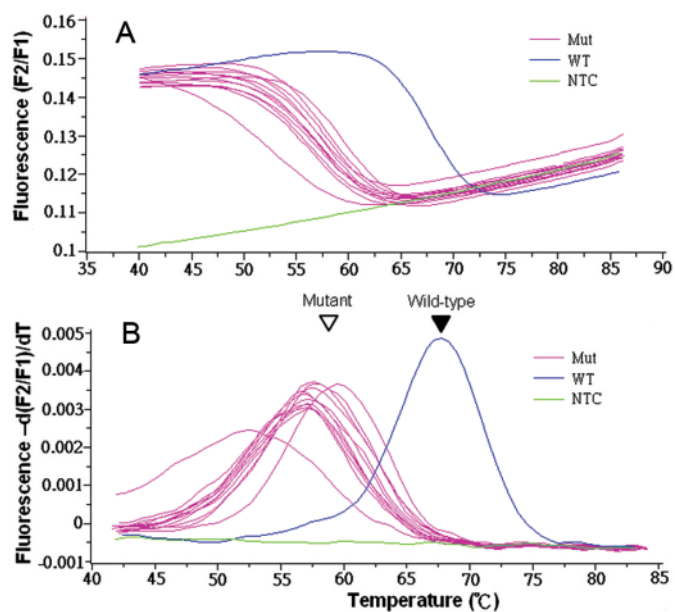 A
Fluorescence (F2/F1)
0.16
0.15
0.14
0.12
0.11
0.1
35 40 45 50 55 60 65 70 75 80 85 90
Mut
WT
NTC
Mutant
Wild-type
B
Fluorescence –d(F2/F1)/dT
0.005
0.004
0.003
0.002
0.001
0
-0.001
40 45 50 55 60 65 70 75 80 85
Temperature (℃)
Mut
WT
NTC